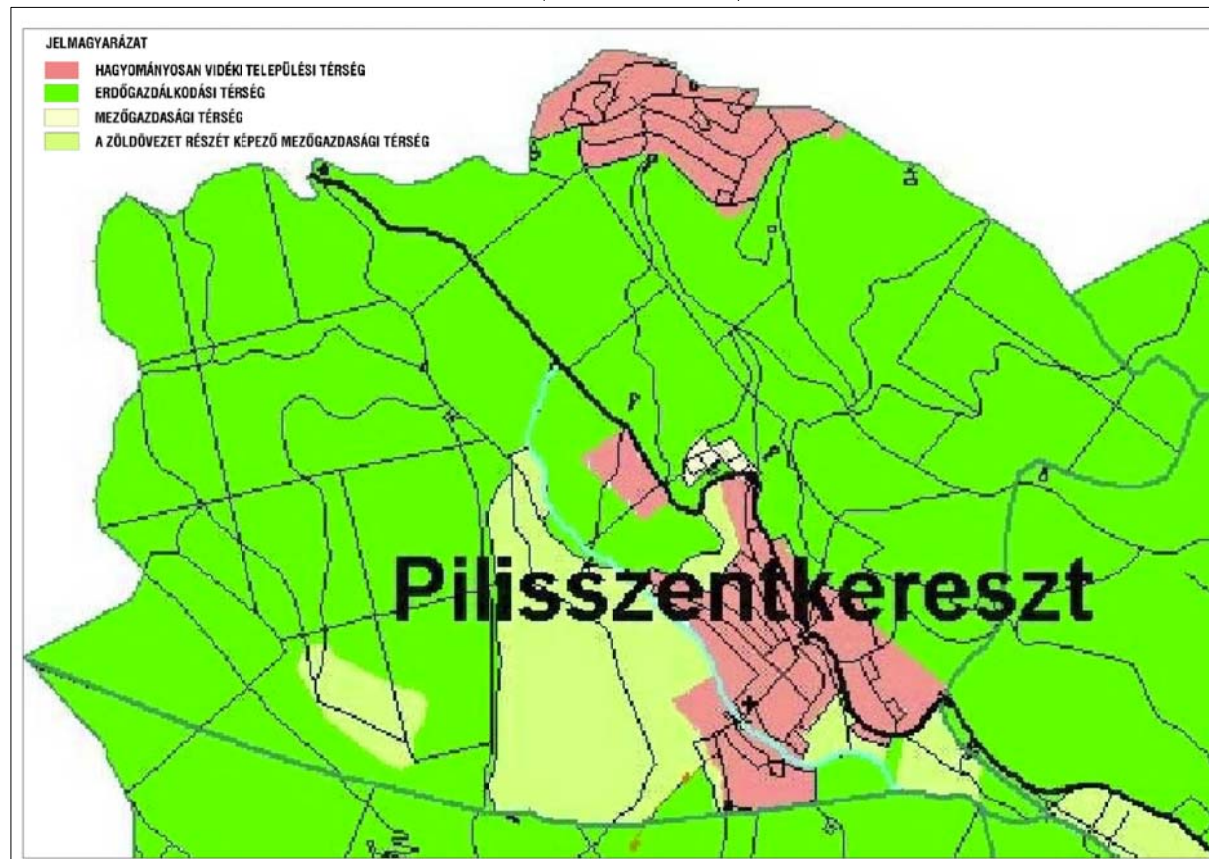 JELMAGYARÁZAT
HAGYOMÁNYOSAN VIDÉKI TELEPÜLÉSI TÉRSÉG
ERDŐGAZDÁLKODÁSI TÉRSÉG
MEZŐGAZDASÁGI TÉRSÉG
A ZÖLDÖVEZET RÉSZÉT KÉPEZŐ MEZŐGAZDASÁGI TÉRSÉG
Pilisszentkereszt